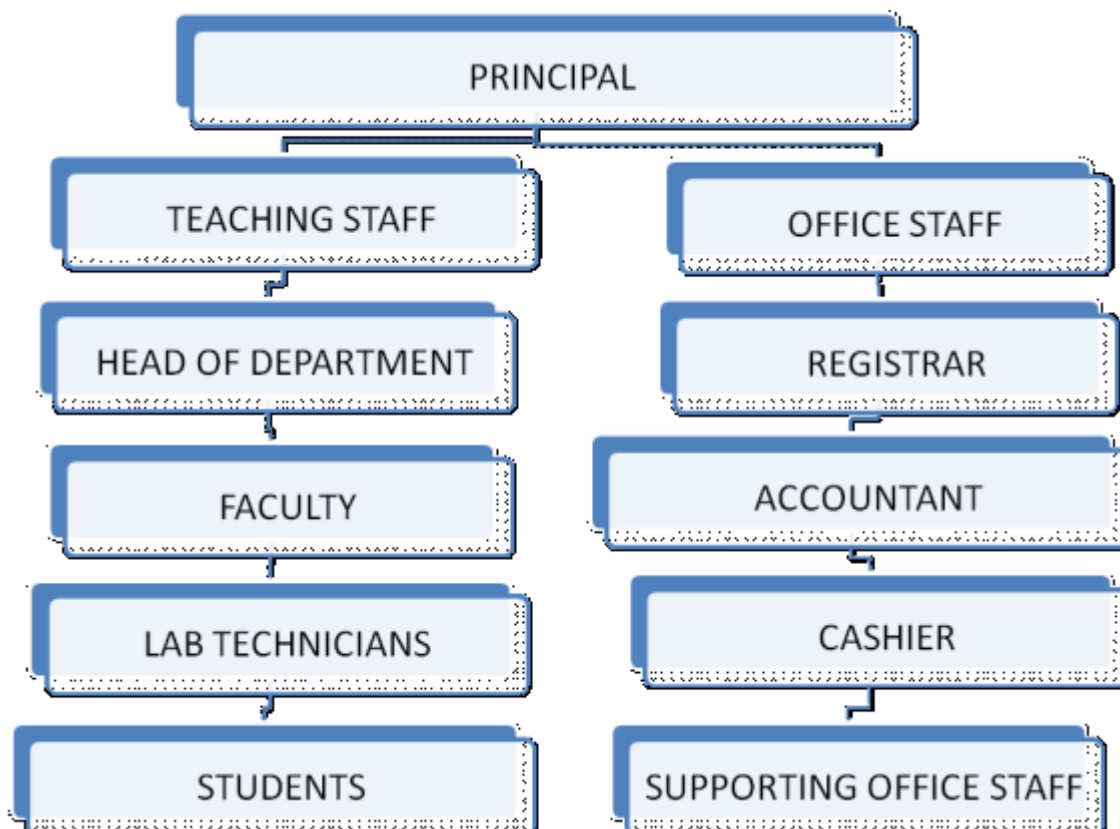 PRINCIPAL
TEACHING STAFF
OFFICE STAFF
HEAD OF DEPARTMENT
REGISTRAR
FACULTY
ACCOUNTANT
LAB TECHNICIANS
CASHIER
STUDENTS
SUPPORTING OFFICE STAFF